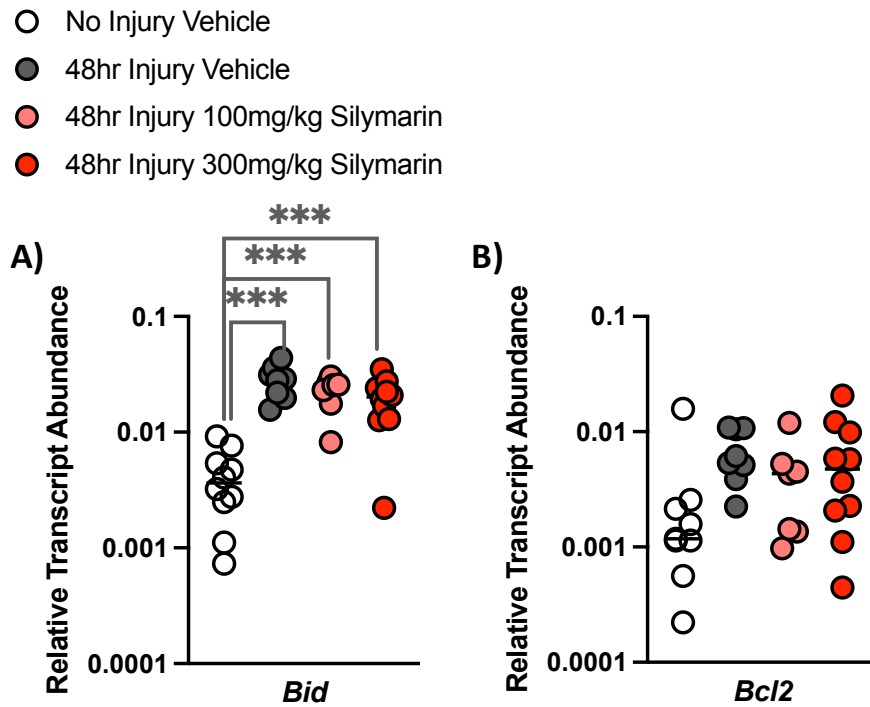 No Injury Vehicle
48hr Injury Vehicle
48hr Injury 100mg/kg Silymarin
48hr Injury 300mg/kg Silymarin
A)
***
***
***
Relative Transcript Abundance
0.1
0.01
0.001
0.0001
Bid
B)
Relative Transcript Abundance
0.1
0.01
0.001
0.0001
Bcl2